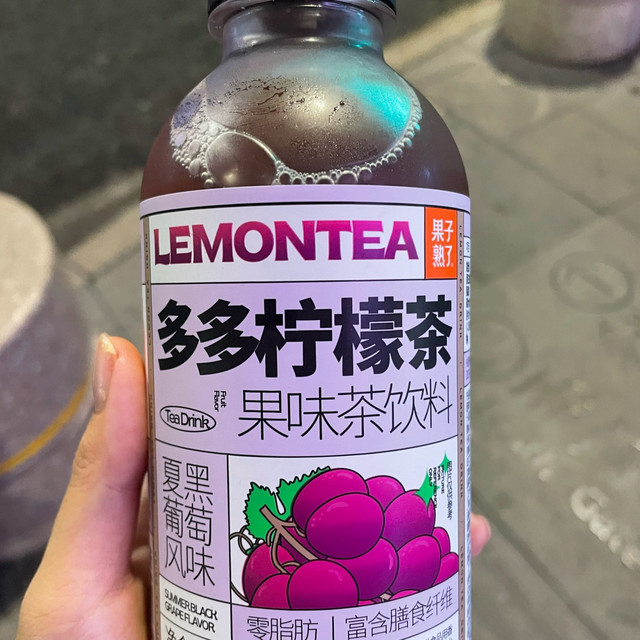 LEMONTEA
果子
熟了
多多柠檬茶
Fruit
Flavor
Tea Drink
果味茶饮料
夏黑
葡萄
风味
SUMMER BLACK
GRAPE FLAVOR
零脂肪 | 富含膳食纤维